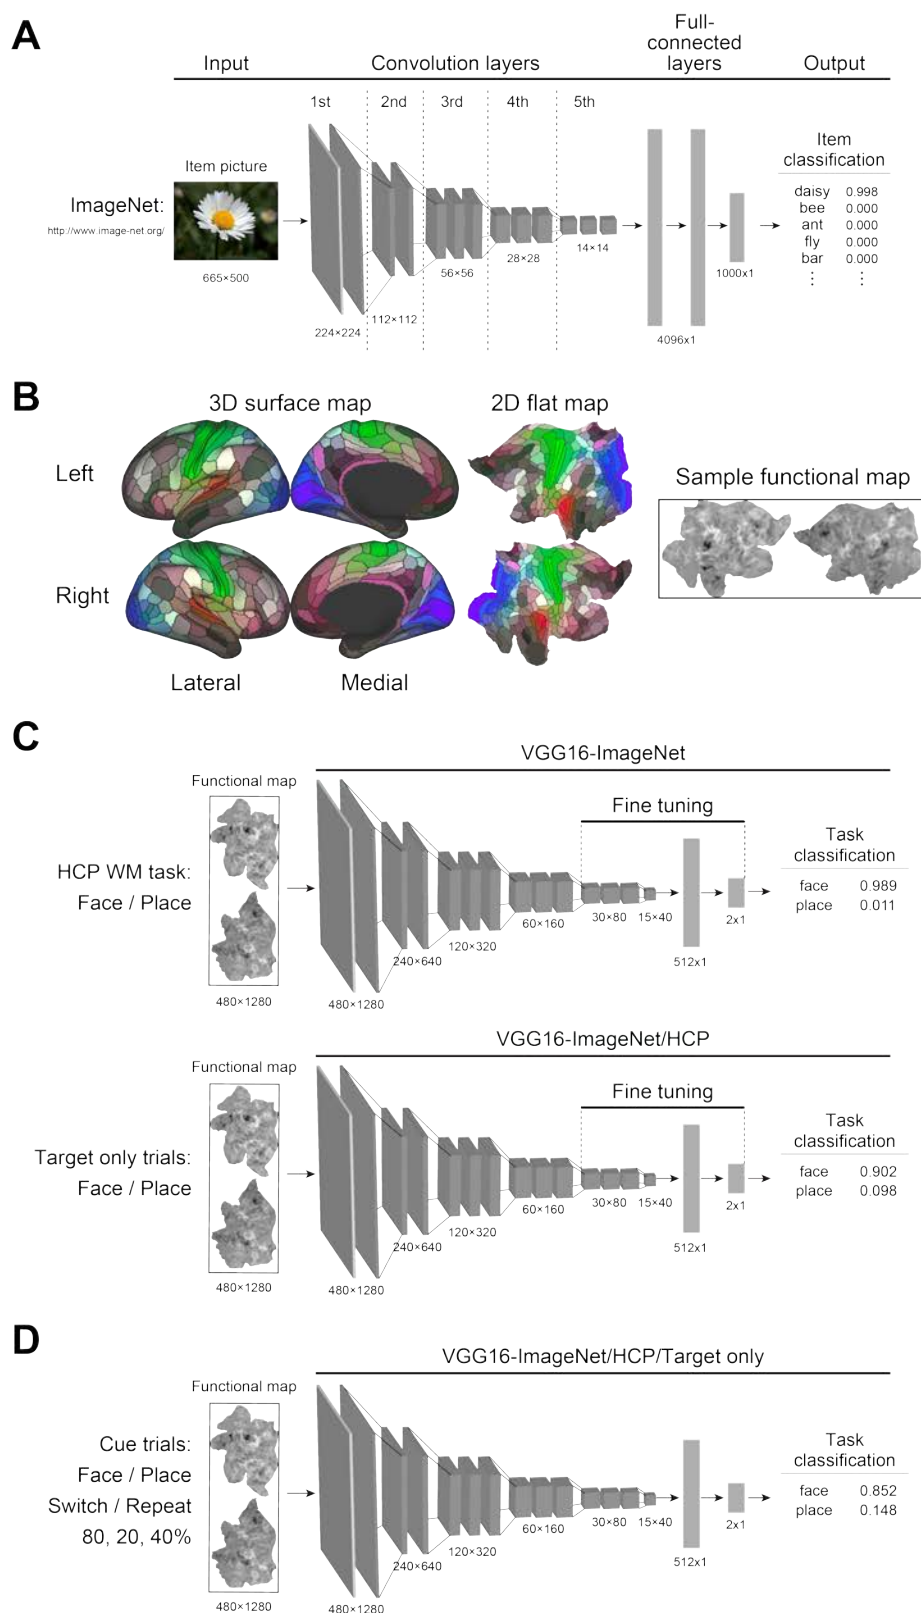 A
Input
Convolution layers
Full-
connected
layers
Output
1st
2nd
3rd
4th
5th
Item picture
ImageNet:
http://www.image-net.org/
665×500
224×224
112×112
56×56
28×28
14×14
4096x1
1000x1
Item
classification
daisy 0.998
bee 0.000
ant 0.000
fly 0.000
bar 0.000
⋮ ⋮
B
3D surface map
2D flat map
Left
Right
Lateral
Medial
Sample functional map
C
VGG16-ImageNet
Functional map
HCP WM task:
Face / Place
480×1280
480×1280
240×640
120×320
60×160
Fine tuning
30×80
15×40
512x1
2x1
Task
classification
face 0.989
place 0.011
VGG16-ImageNet/HCP
Functional map
Target only trials:
Face / Place
480×1280
480×1280
240×640
120×320
60×160
Fine tuning
30×80
15×40
512x1
2x1
Task
classification
face 0.902
place 0.098
D
VGG16-ImageNet/HCP/Target only
Functional map
Cue trials:
Face / Place
Switch / Repeat
80, 20, 40%
480×1280
480×1280
240×640
120×320
60×160
30×80
15×40
512x1
2x1
Task
classification
face 0.852
place 0.148